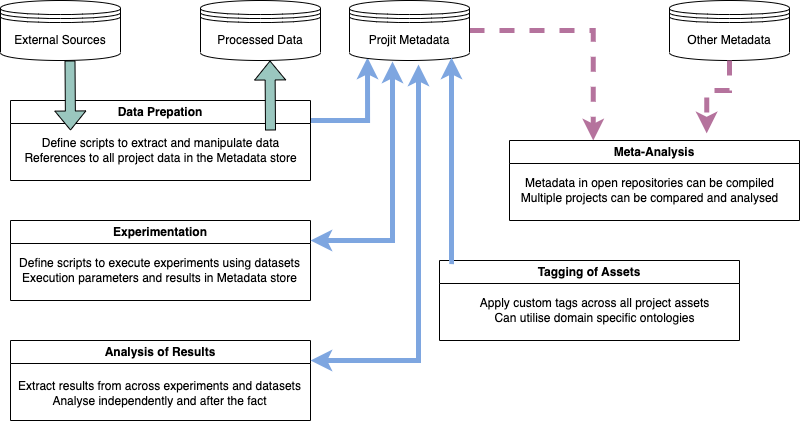 External Sources
Processed Data
Projit Metadata
Other Metadata
Data Prepation
Define scripts to extract and manipulate data
References to all project data in the Metadata store
Meta-Analysis
Metadata in open repositories can be compiled
Multiple projects can be compared and analysed
Experimentation
Define scripts to execute experiments using datasets
Execution parameters and results in Metadata store
Tagging of Assets
Apply custom tags across all project assets
Can utilise domain specific ontologies
Analysis of Results
Extract results from across experiments and datasets
Analyse independently and after the fact